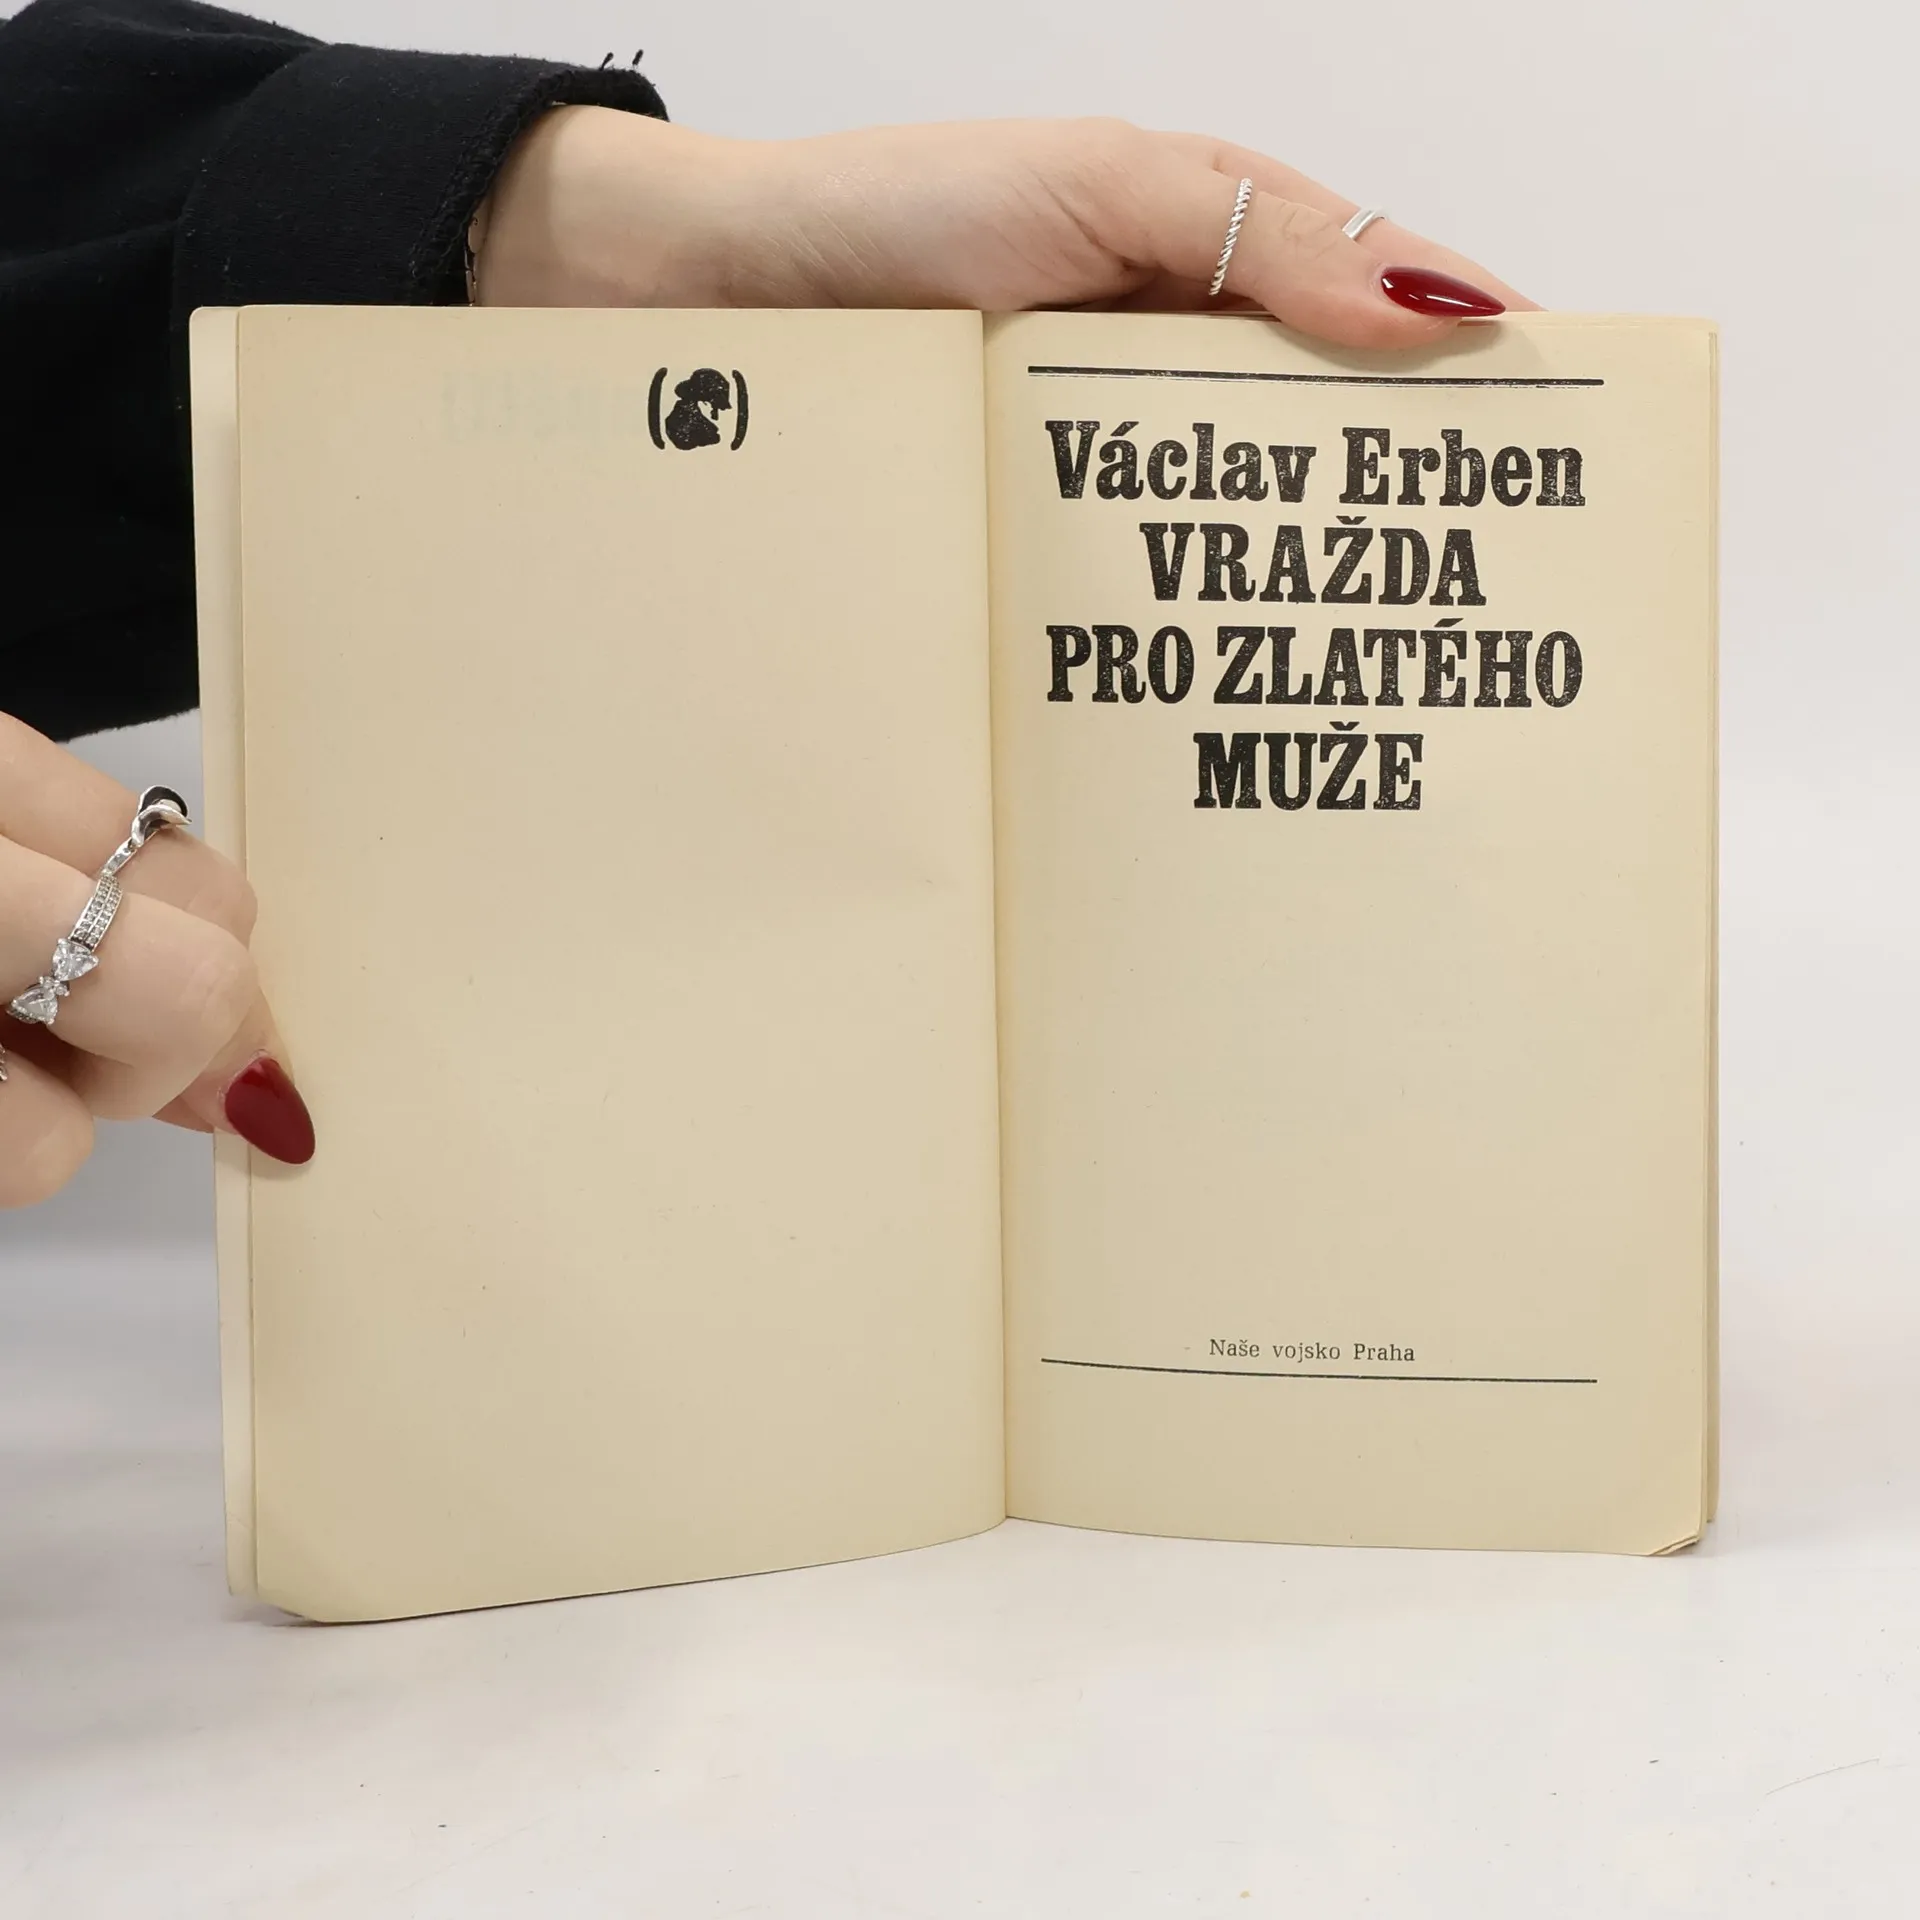 Václav Erben
VRAŽDA
PRO ZLATÉHO
MUŽE
Naše vojsko Praha